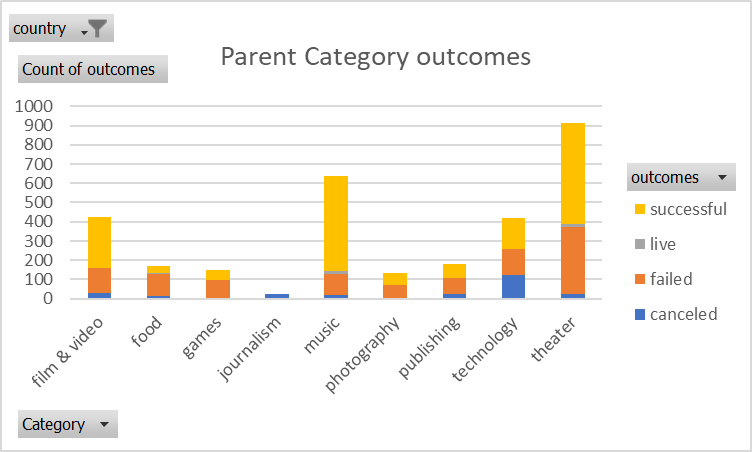 country
Parent Category outcomes
Count of outcomes
1000
900
800
700
600
500
400
300
200
100
0
film & video
food
games
journalism
music
photography
publishing
technology
theater
outcomes
successful
live
failed
canceled
Category